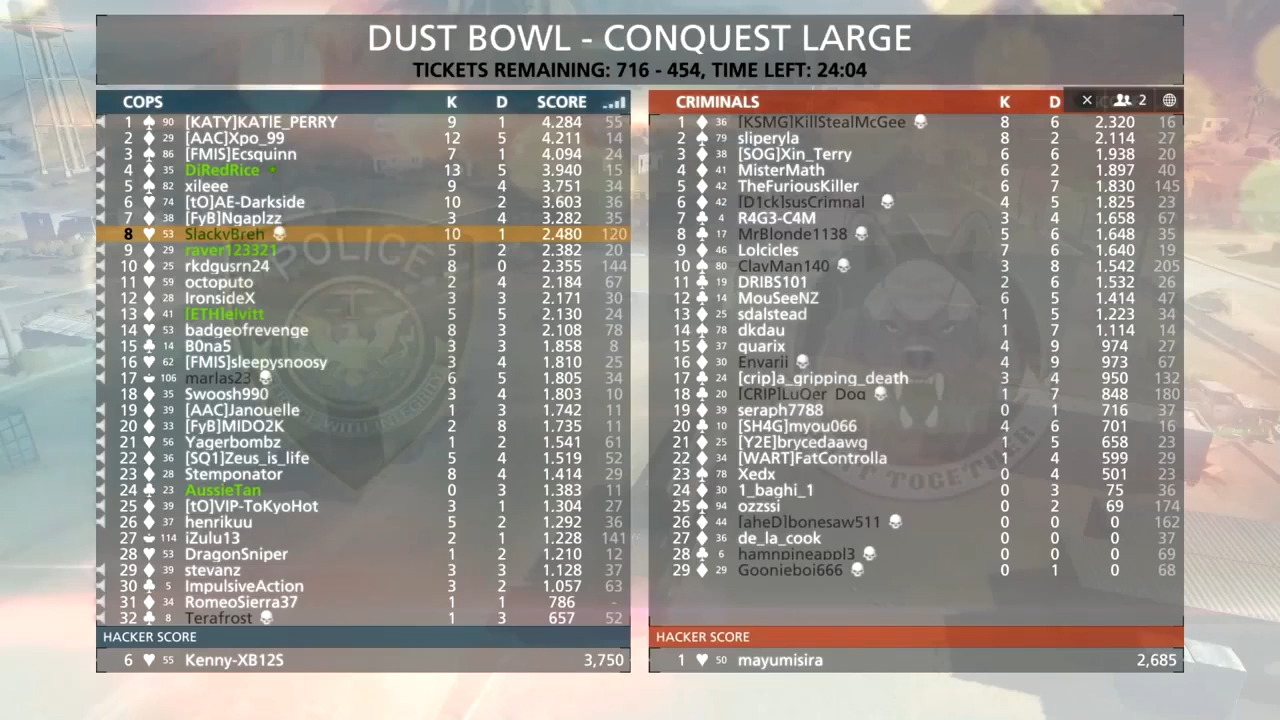 DUST BOWL - CONQUEST LARGE
TICKETS REMAINING: 716 - 454, TIME LEFT: 24:04
COPS K D SCORE
1 90 [KATY]KATIE_PERRY 9 1 4.284 55
2 29 [AAC]Xpo_99 12 5 4.211 14
3 86 [FMIS]Ecsquinn 7 1 4.094 24
4 35 DiRedRice 13 5 3.940 15
5 82 xileee 9 4 3.751 34
6 74 [tO]AE-Darkside 10 2 3.603 36
7 38 [FyB]Ngaplzz 3 4 3.282 35
8 53 SlackyBreh 10 1 2.480 120
9 29 raver123321 5 2 2.382 20
10 25 rkdgusrn24 8 0 2.355 144
11 59 octoputo 2 4 2.184 67
12 28 IronsideX 3 3 2.171 30
13 41 [ETH]elvitt 5 5 2.130 24
14 53 badgeofrevenge 8 3 2.108 78
15 14 B0na5 3 3 1.858 8
16 62 [FMIS]sleepysnoosy 3 4 1.810 25
17 106 marlas23 6 5 1.805 34
18 35 Swoosh990 3 4 1.803 10
19 39 [AAC]Janouelle 1 3 1.742 11
20 33 [FyB]MIDO2K 2 8 1.735 11
21 56 Yagerbombz 1 2 1.541 61
22 36 [SQ1]Zeus_is_life 5 4 1.519 52
23 28 Stemponator 8 4 1.414 29
24 23 AussieTan 0 3 1.383 11
25 39 [tO]VIP-ToKyoHot 3 1 1.304 27
26 37 henrikuu 5 2 1.292 36
27 114 iZulu13 2 1 1.228 141
28 53 DragonSniper 1 2 1.210 12
29 39 stevanz 3 3 1.128 37
30 5 ImpulsiveAction 3 2 1.057 63
31 34 RomeoSierra37 1 1 786 -
32 8 Terafrost 1 3 657 52
HACKER SCORE
6 55 Kenny-XB12S 3,750
CRIMINALS K D 2
1 36 [KSMG]KillStealMcGee 8 6 2.320 16
2 79 sliperyla 8 2 2.114 27
3 38 [SOG]Xin_Terry 6 6 1.938 20
4 41 MisterMath 6 2 1.897 40
5 42 TheFuriousKiller 6 7 1.830 145
6 42 [D1ck]susCrimnal 4 5 1.825 23
7 4 R4G3-C4M 3 4 1.658 67
8 17 MrBlonde1138 5 6 1.648 35
9 46 Lolcicles 7 6 1.640 19
10 80 ClavMan140 3 8 1.542 205
11 19 DRIBS101 2 6 1.532 26
12 14 MouSeeNZ 6 5 1.414 47
13 25 sdalstead 1 5 1.223 34
14 78 dkdau 1 7 1.114 14
15 37 quarix 4 9 974 27
16 30 Envarii 4 9 973 67
17 24 [crip]a_gripping_death 3 4 950 132
18 20 [CRIP]LuQer_Dog 1 7 848 180
19 39 seraph7788 0 1 716 37
20 10 [SH4G]myou066 4 6 701 16
21 25 [Y2E]brycedaawg 1 5 658 23
22 34 [WART]FatControlla 1 4 599 29
23 78 Xedx 0 4 501 23
24 30 1_baghi_1 0 3 75 36
25 94 ozzssi 0 2 69 174
26 44 [aheD]bonesaw511 0 0 0 162
27 36 de_la_cook 0 0 0 37
28 6 hamnpineappl3 0 0 0 69
29 29 Goonieboi666 0 1 0 68
HACKER SCORE
1 50 mayumisira 2,685